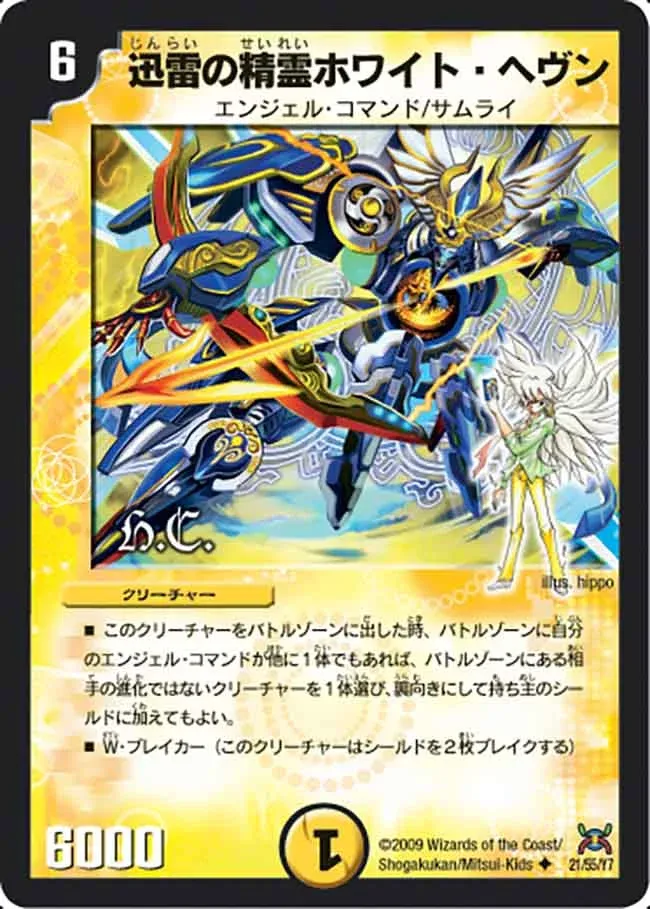 6
じんらい せいれい
迅雷の精霊ホワイト・ヘヴン
エンジェル・コマンド/サムライ
H.C.
illus. hippo
クリーチャー
■ このクリーチャーをバトルゾーンに出した時、バトルゾーンに自分
のエンジェル・コマンドが他に1体でもあれば、バトルゾーンにある相
手の進化ではないクリーチャーを1体選び、裏向きにして持ち主のシー
ルドに加えてもよい。
■ W・ブレイカー（このクリーチャーはシールドを2枚ブレイクする）
6000
1
©2009 Wizards of the Coast/
Shogakukan/Mitsui-Kids
21/55/Y7